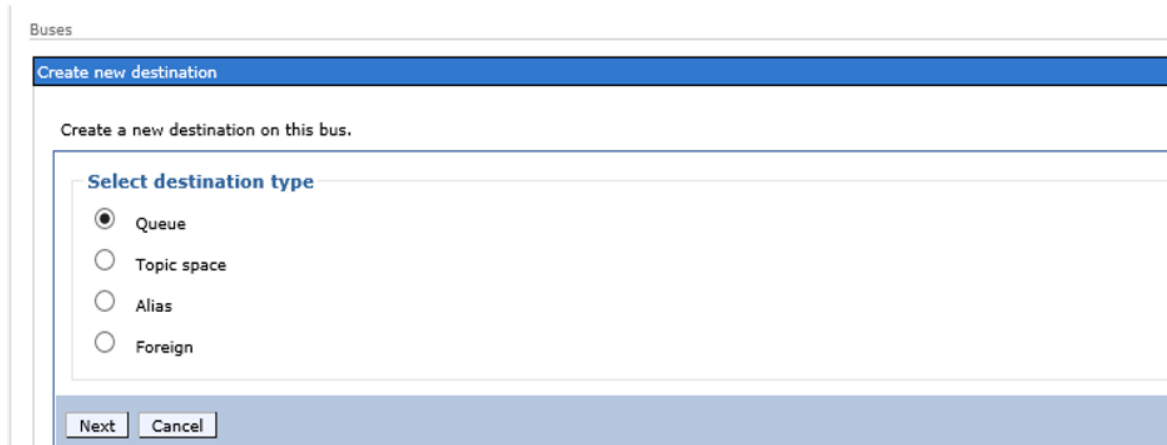 Buses
Create new destination
Create a new destination on this bus.
Select destination type
Queue
Topic space
Alias
Foreign
Next Cancel